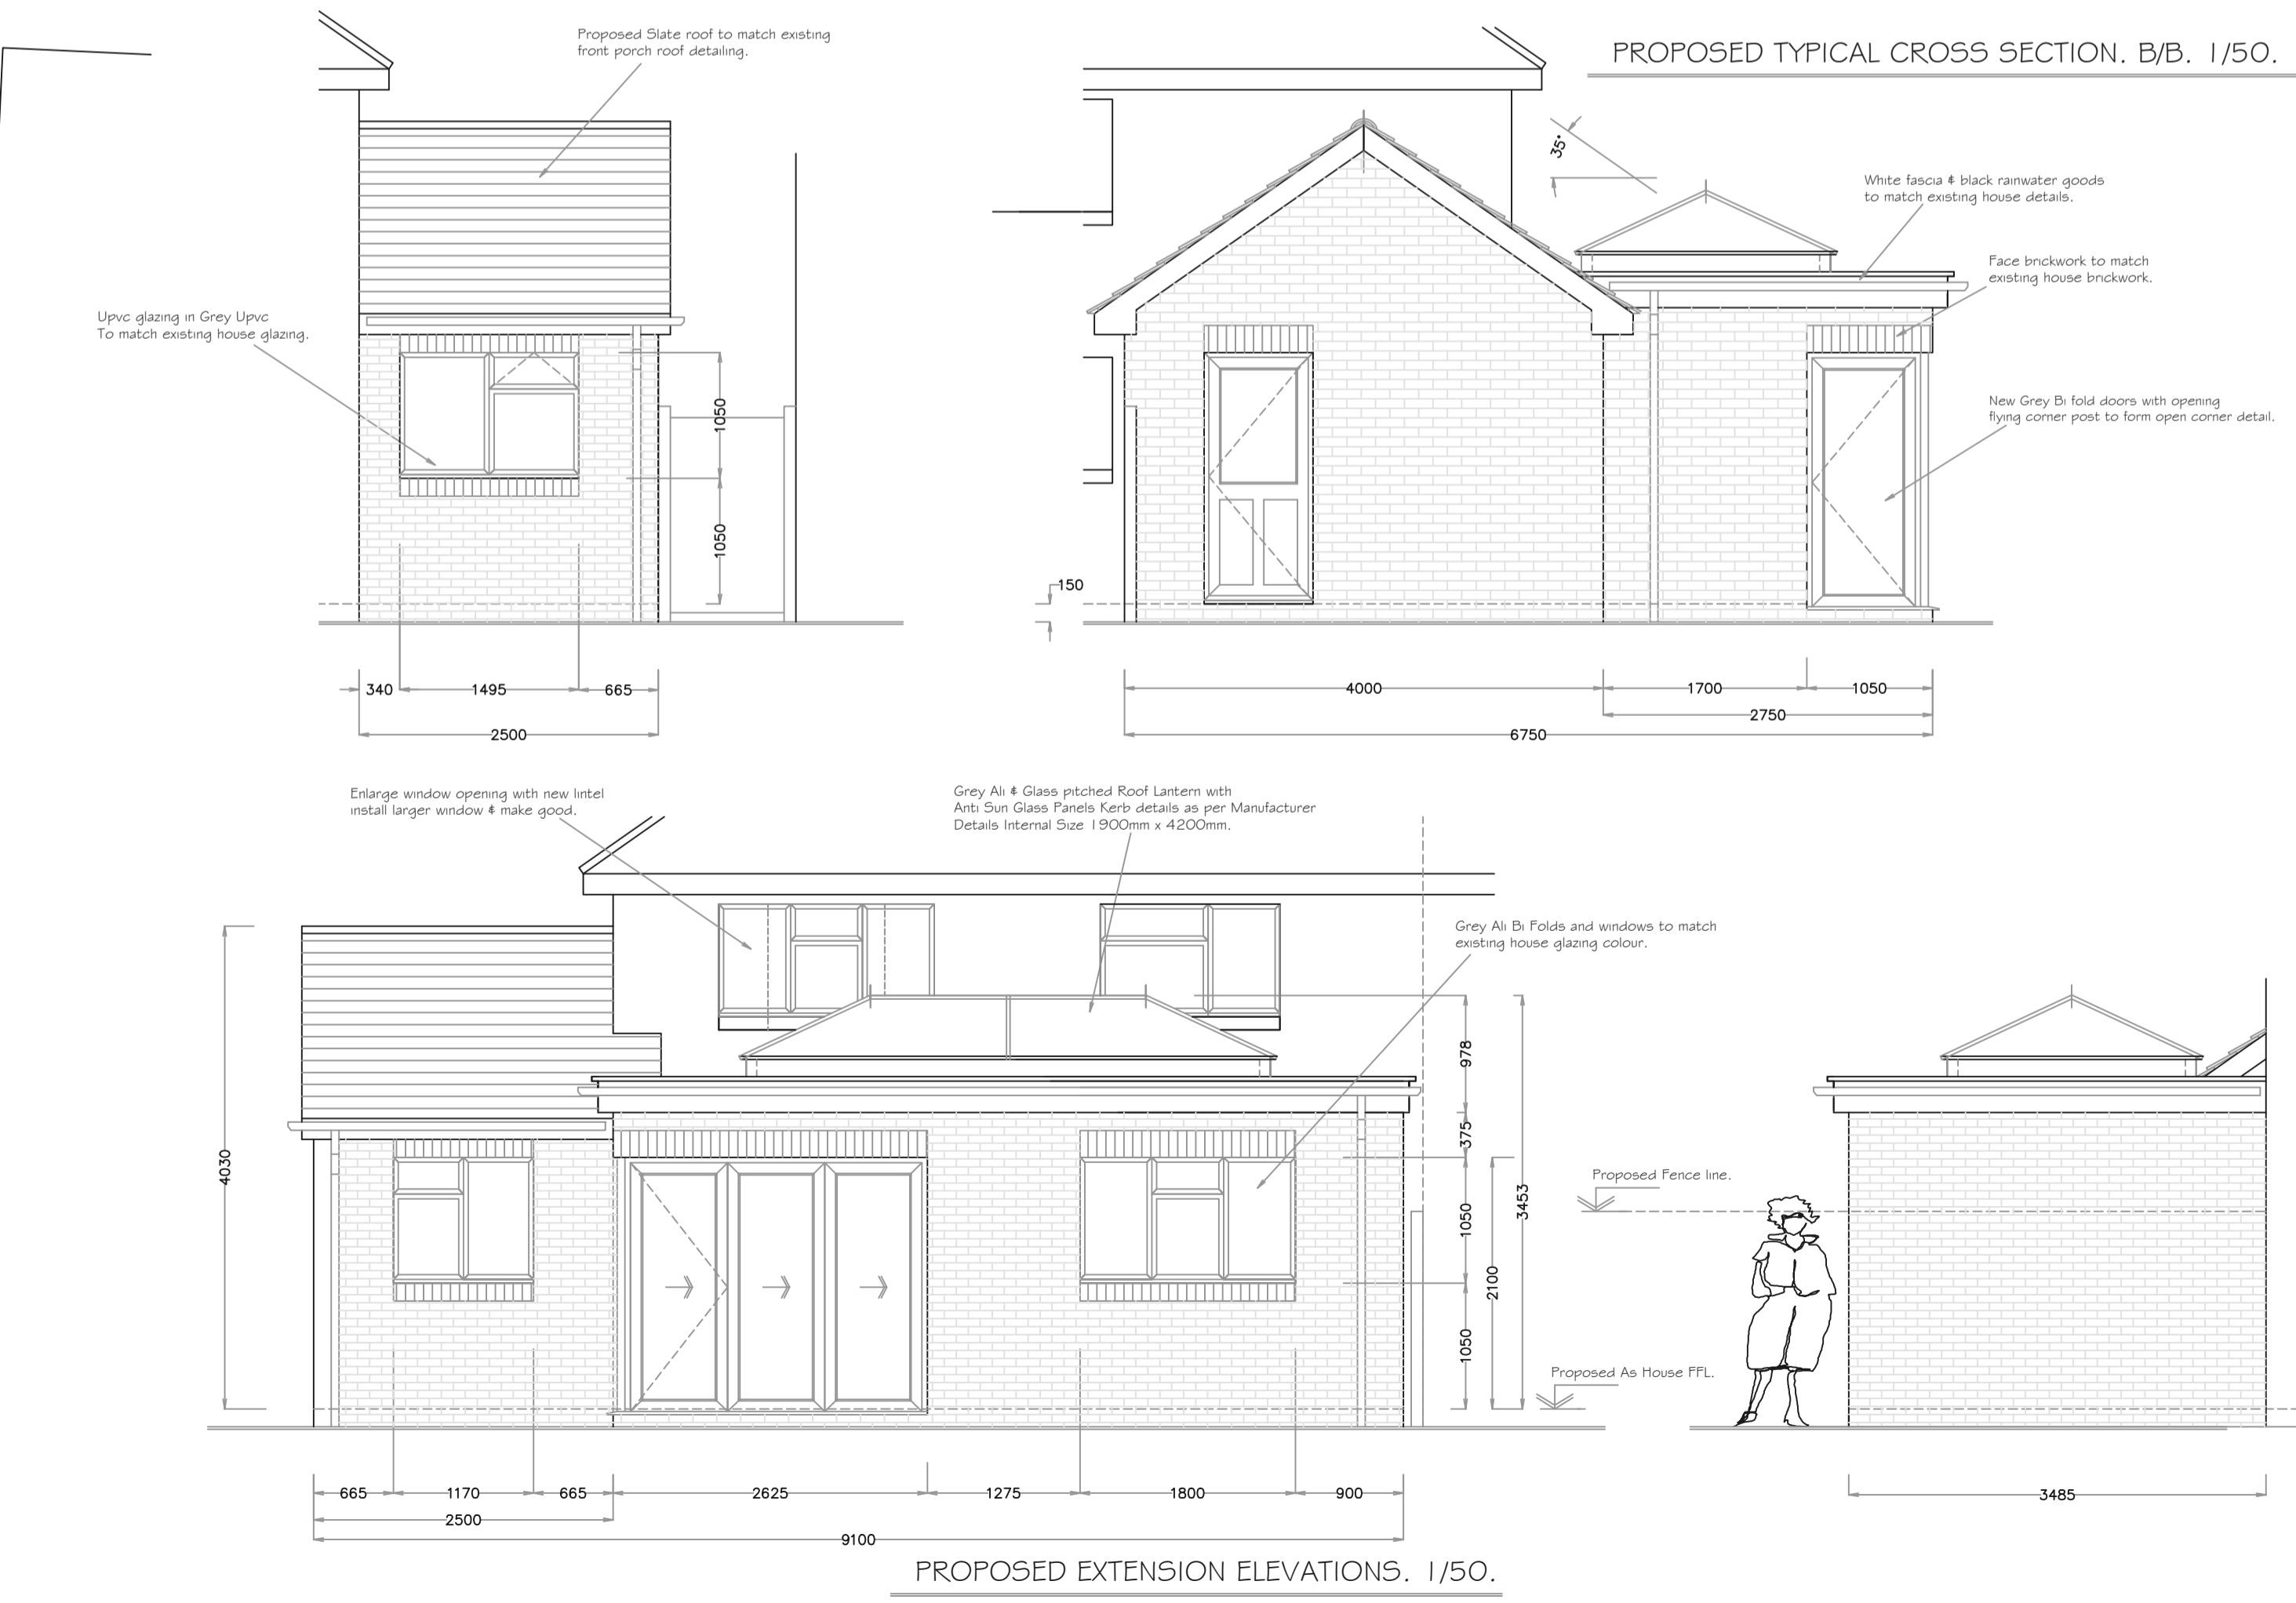 PROPOSED TYPICAL CROSS SECTION. B/B. 1/50.
Proposed Slate roof to match existing
front porch roof detailing.
Upvc glazing in Grey Upvc
To match existing house glazing.
1050
1050
340
1495
665
2500
35°
White fascia & black rainwater goods
to match existing house details.
Face brickwork to match
existing house brickwork.
New Grey Bi fold doors with opening
flying corner post to form open corner detail.
150
4000
1700
1050
2750
6750
Enlarge window opening with new lintel
install larger window & make good.
Grey Ali & Glass pitched Roof Lantern with
Anti Sun Glass Panels Kerb details as per Manufacturer
Details Internal Size 1900mm x 4200mm.
Grey Ali Bi Folds and windows to match
existing house glazing colour.
4030
978
375
1050
1050
2100
3453
Proposed Fence line.
Proposed As House FFL.
665
1170
665
2625
1275
1800
900
2500
9100
3485
PROPOSED EXTENSION ELEVATIONS. 1/50.